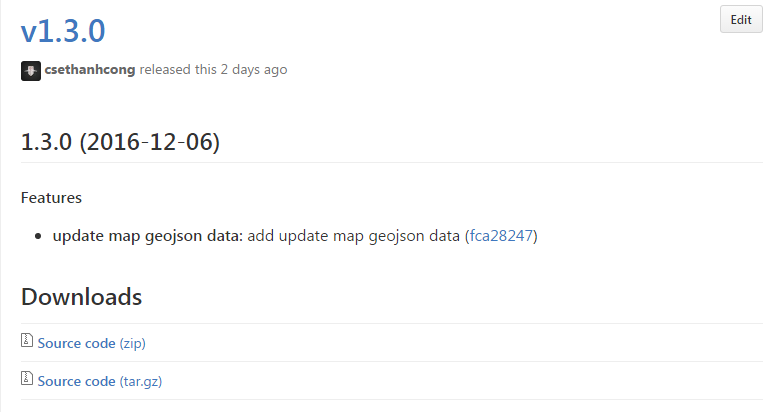 v1.3.0
Edit
csethanhcong released this 2 days ago
1.3.0 (2016-12-06)
Features
update map geojson data: add update map geojson data (fca28247)
Downloads
Source code (zip)
Source code (tar.gz)